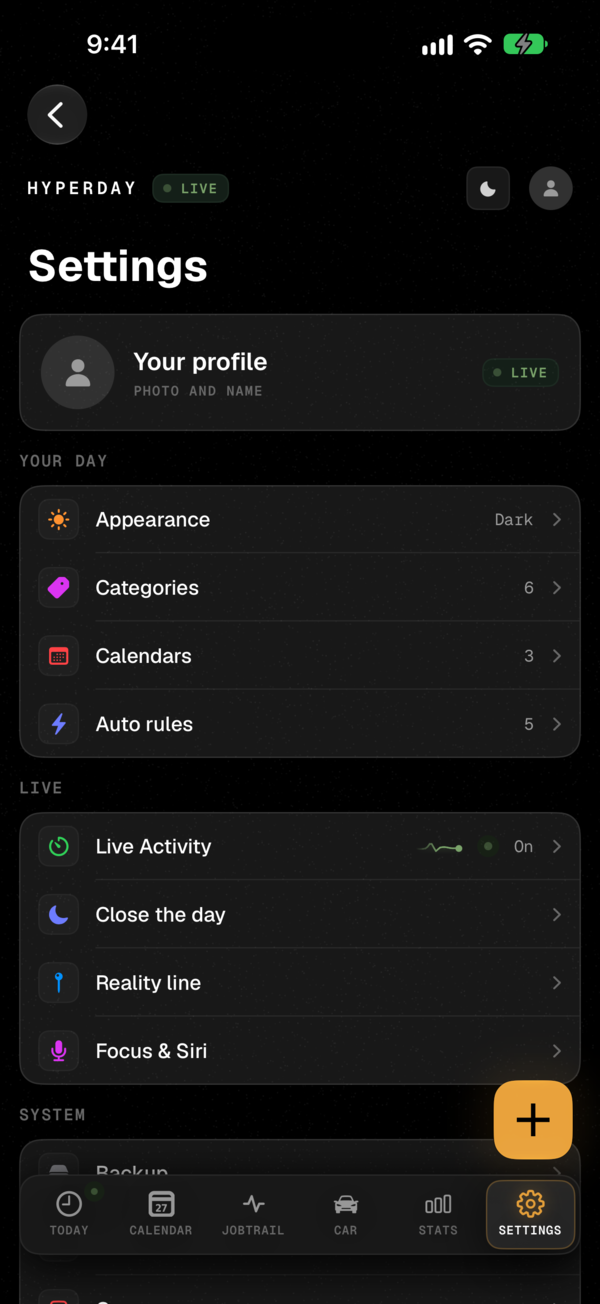 9:41
HYPERDAY
LIVE
Settings
Your profile
PHOTO AND NAME
LIVE
YOUR DAY
Appearance
Dark
Categories
6
Calendars
3
Auto rules
5
LIVE
Live Activity
On
Close the day
Reality line
Focus & Siri
SYSTEM
Backup
27
TODAY
CALENDAR
JOBTRAIL
CAR
STATS
SETTINGS